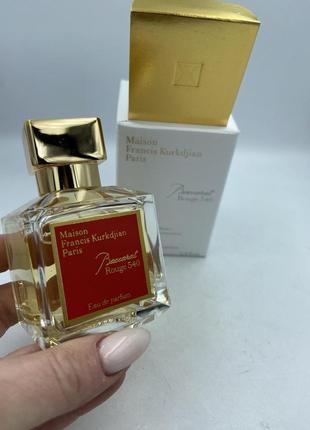 Maison
Francis Kurkdjian
Paris
Baccarat
Rouge 540
Maison
Francis Kurkdjian
Paris
Baccarat
Rouge 540
Eau de parfum